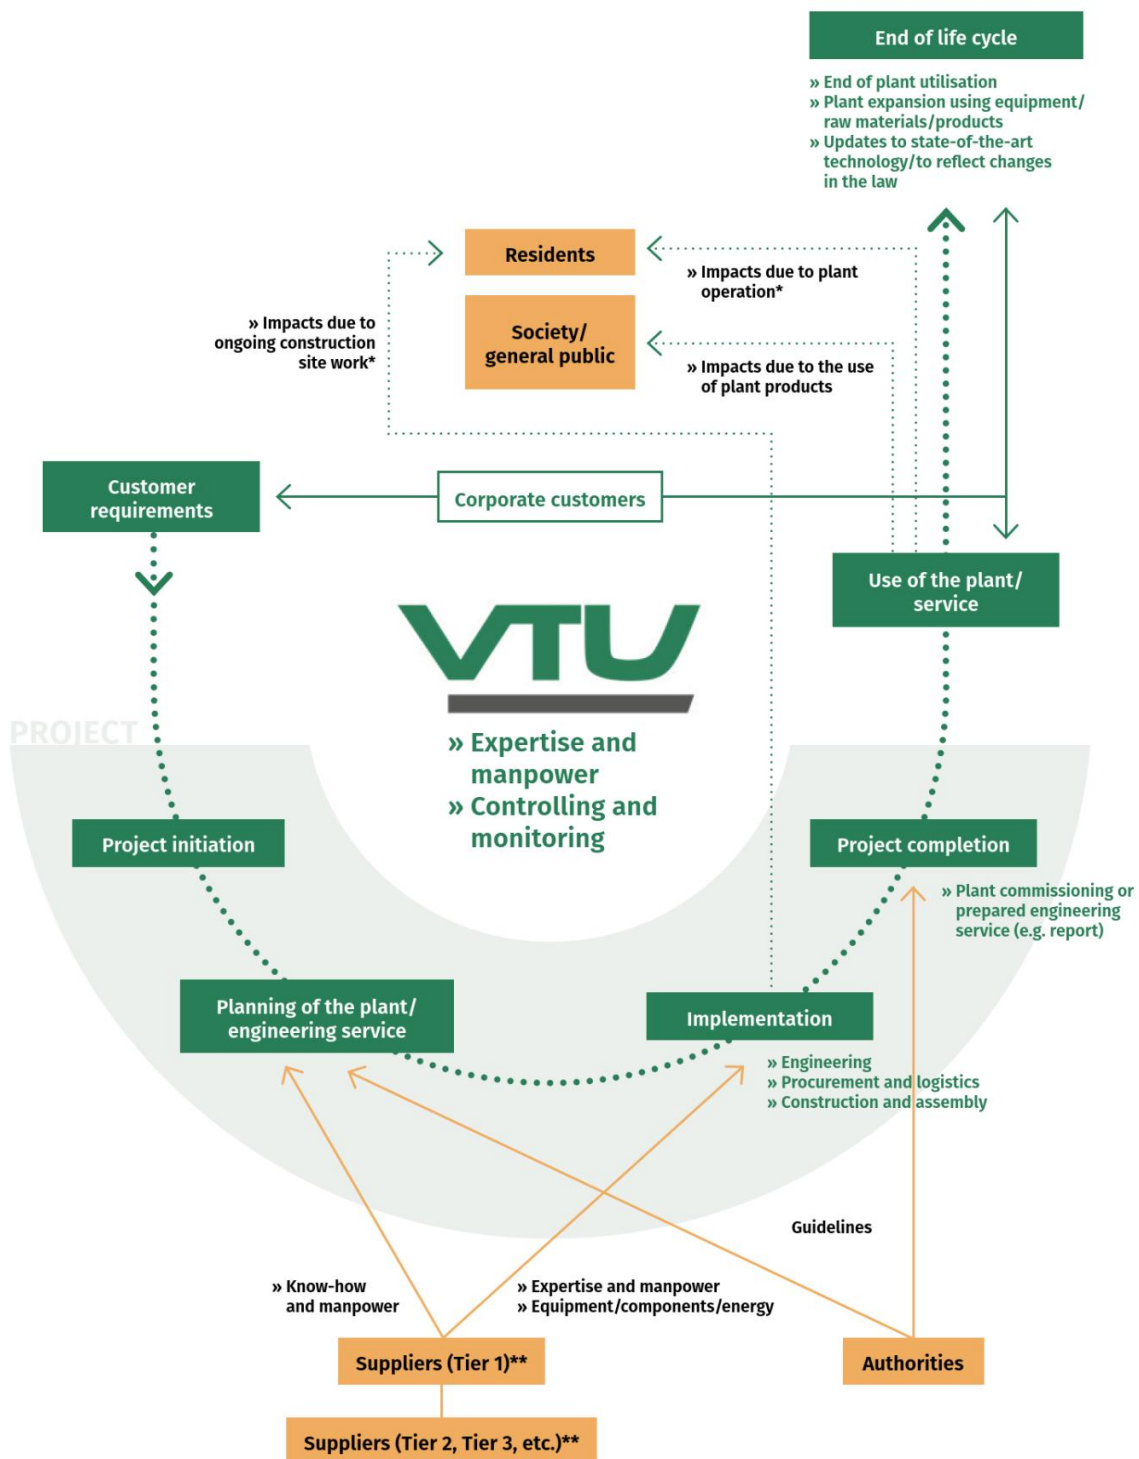 End of life cycle
» End of plant utilisation
» Plant expansion using equipment/
raw materials/products
» Updates to state-of-the-art
technology/to reflect changes
in the law
Residents
» Impacts due to plant
operation*
» Impacts due to
ongoing construction
site work*
Society/
general public
» Impacts due to the use
of plant products
Customer
requirements
Corporate customers
Use of the plant/
service
VTU
PROJECT
» Expertise and
manpower
» Controlling and
monitoring
Project initiation
Project completion
» Plant commissioning or
prepared engineering
service (e.g. report)
Planning of the plant/
engineering service
Implementation
» Engineering
» Procurement and logistics
» Construction and assembly
Guidelines
» Know-how
and manpower
» Expertise and manpower
» Equipment/components/energy
Suppliers (Tier 1)**
Authorities
Suppliers (Tier 2, Tier 3, etc.)**